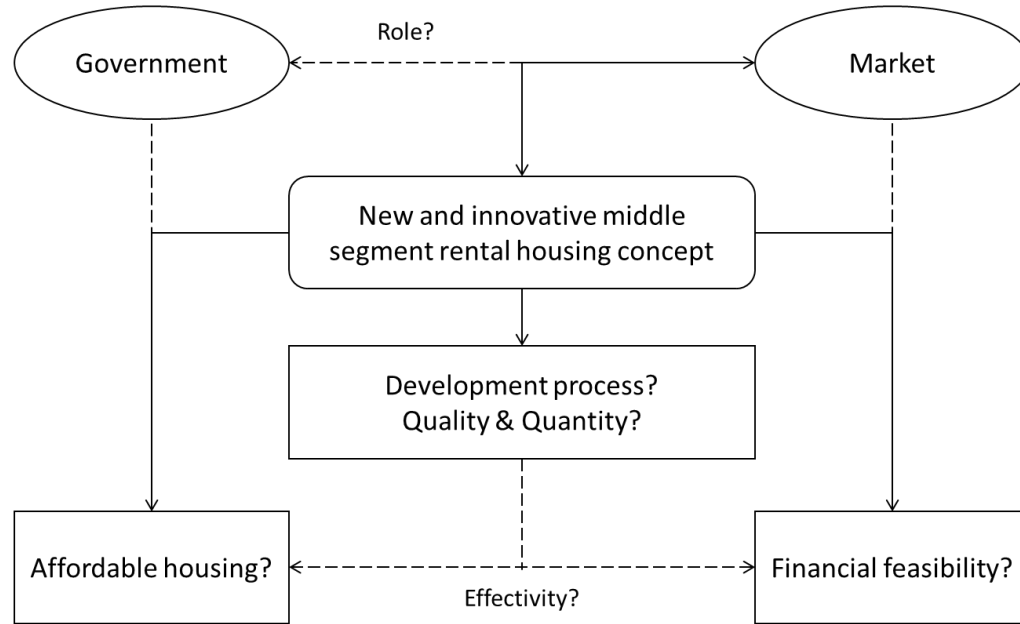 Role?
Government
Market
New and innovative middle
segment rental housing concept
Development process?
Quality & Quantity?
Affordable housing?
Financial feasibility?
Effectivity?